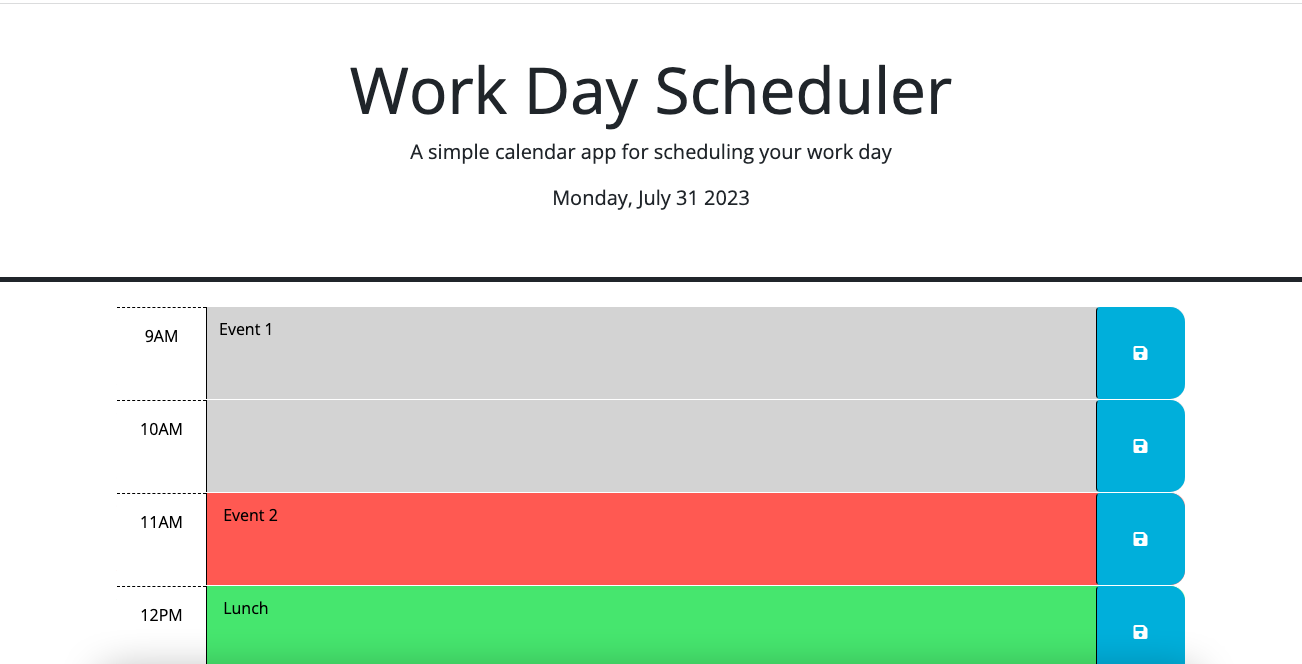 Work Day Scheduler
A simple calendar app for scheduling your work day
Monday, July 31 2023
9AM
Event 1
10AM
11AM
Event 2
12PM
Lunch